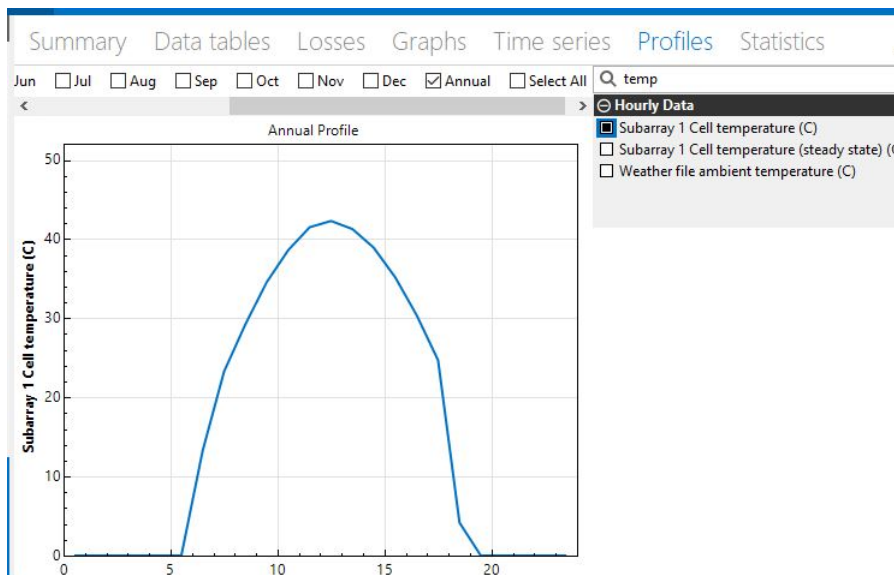 Summary Data tables Losses Graphs Time series Profiles Statistics
Jun Jul Aug Sep Oct Nov Dec Annual Select All temp
Hourly Data
Subarray 1 Cell temperature (C)
Subarray 1 Cell temperature (steady state) (
Weather file ambient temperature (C)
Annual Profile
Subarray 1 Cell temperature (C)
50
40
30
20
10
0
0 5 10 15 20